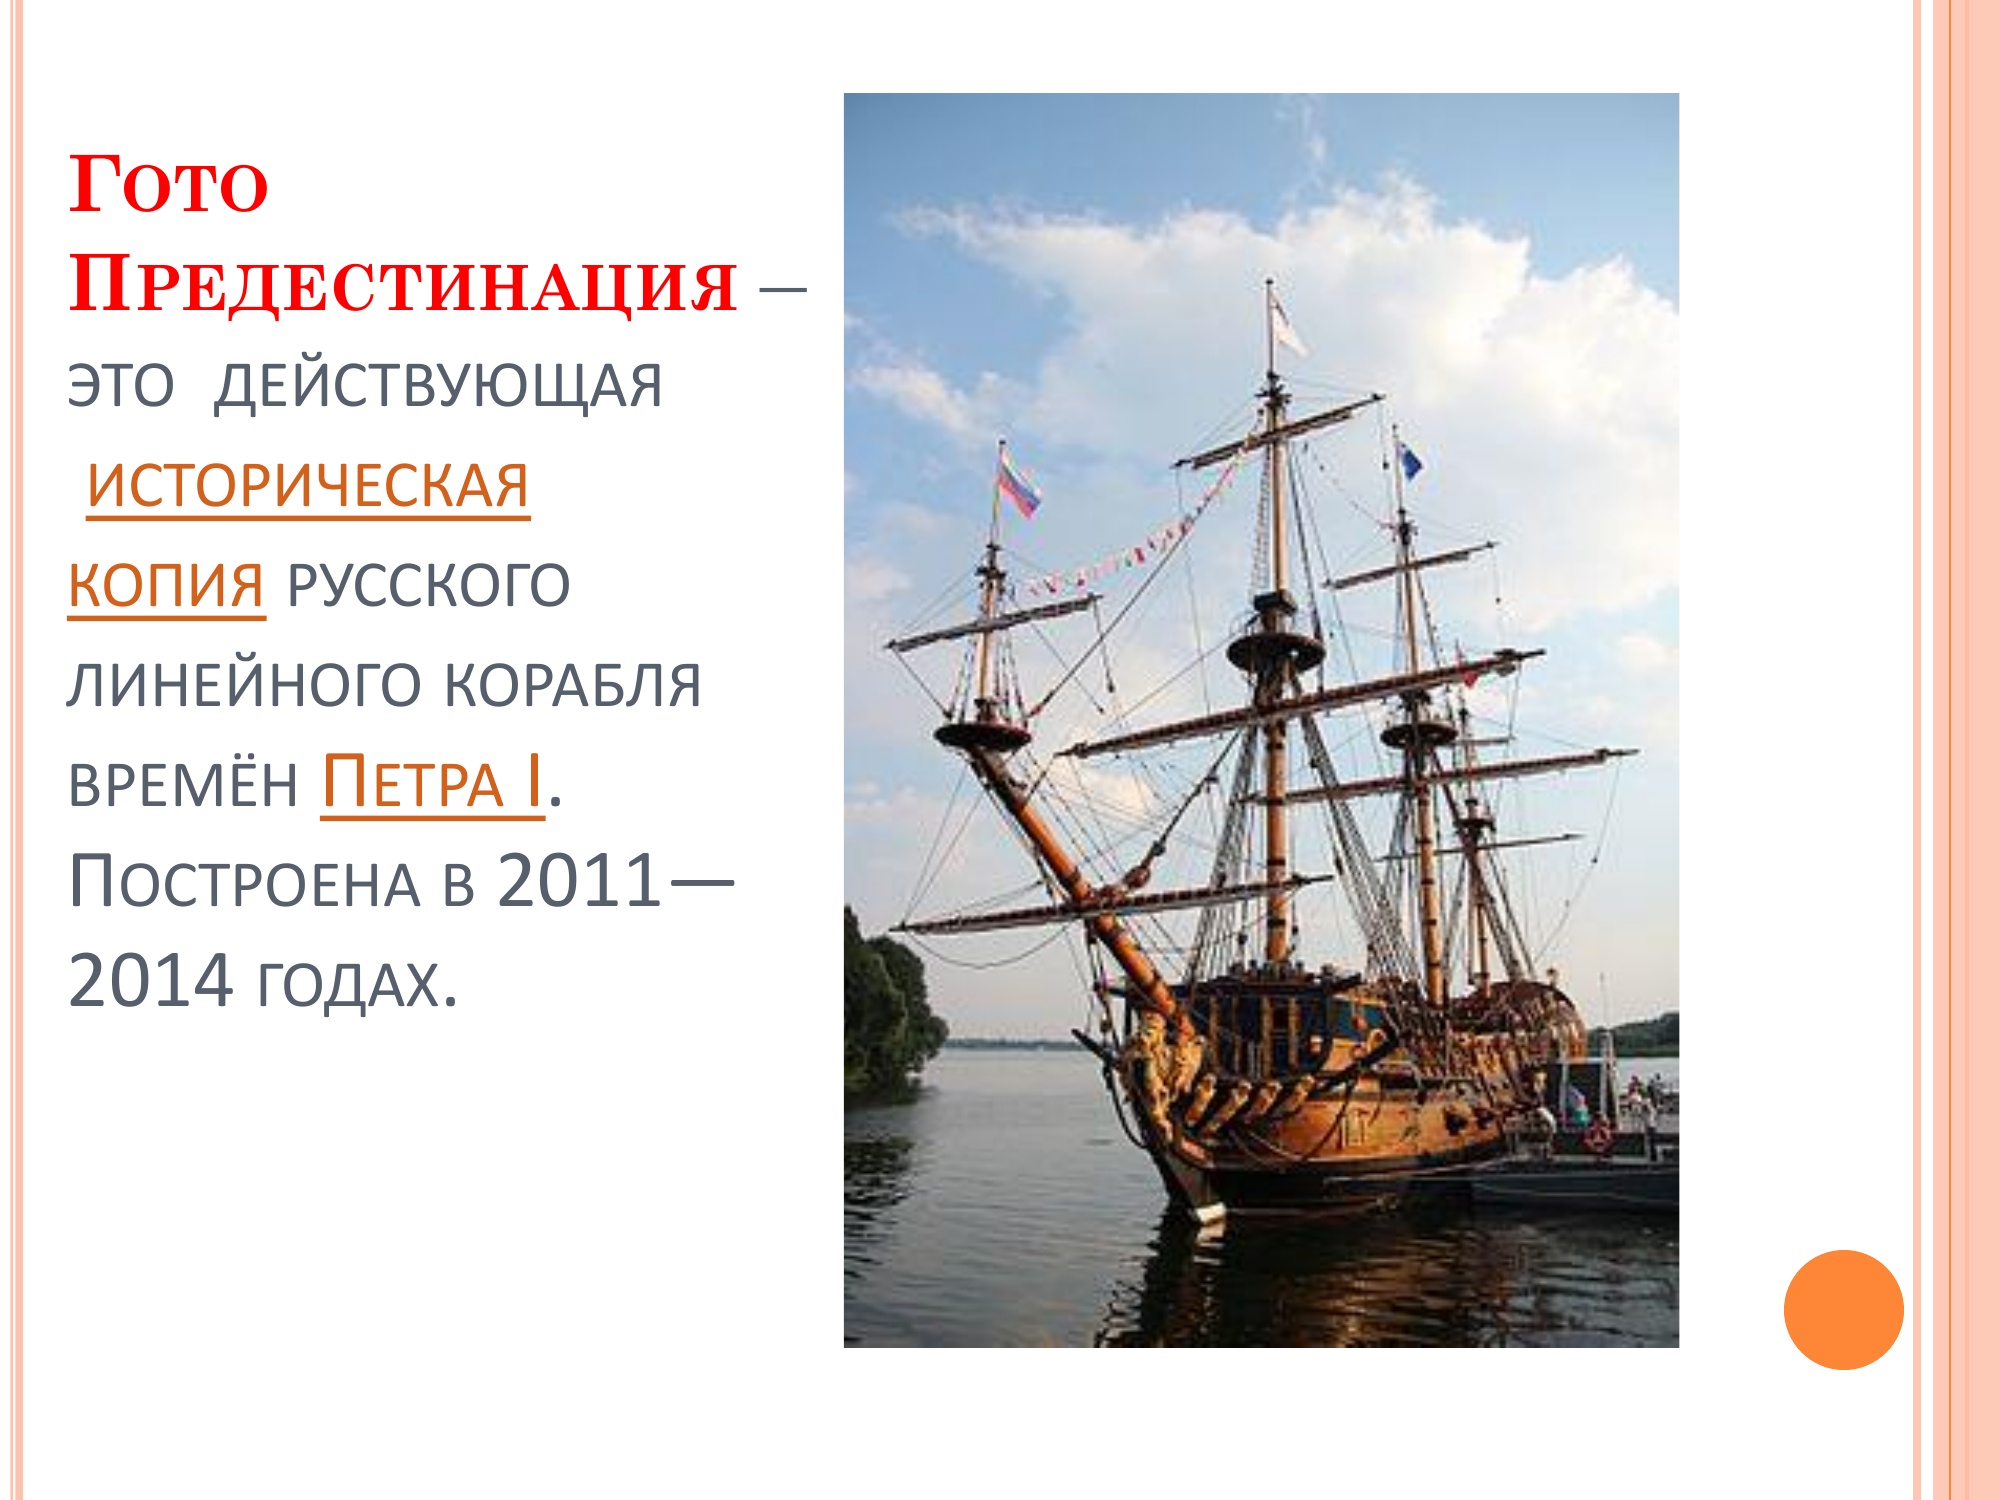 Гото
Предестинация –
это действующая
историческая
копия русского
линейного корабля
времён Петра I.
Построена в 2011—
2014 годах.